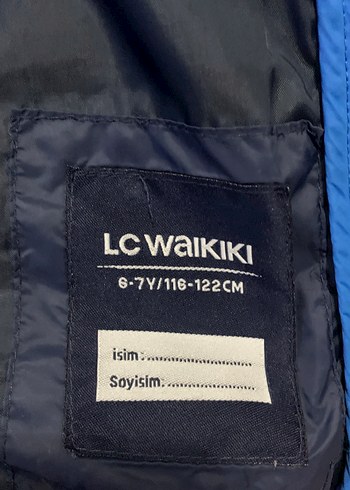 LC WAIKIKI
6-7Y/116-122CM
isim:....................
Soyisim:................